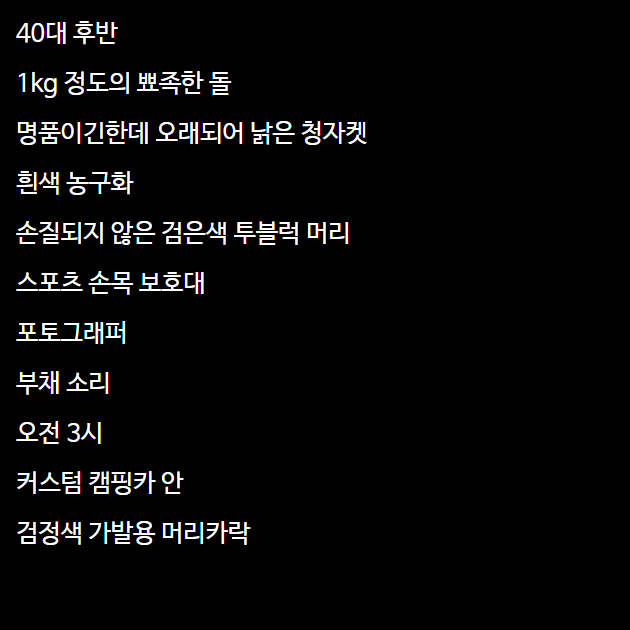 40대 후반
1kg 정도의 뾰족한 돌
명품이긴한데 오래되어 낡은 청자켓
흰색 농구화
손질되지 않은 검은색 투블럭 머리
스포츠 손목 보호대
포토그래퍼
부채 소리
오전 3시
커스텀 캠핑카 안
검정색 가발용 머리카락